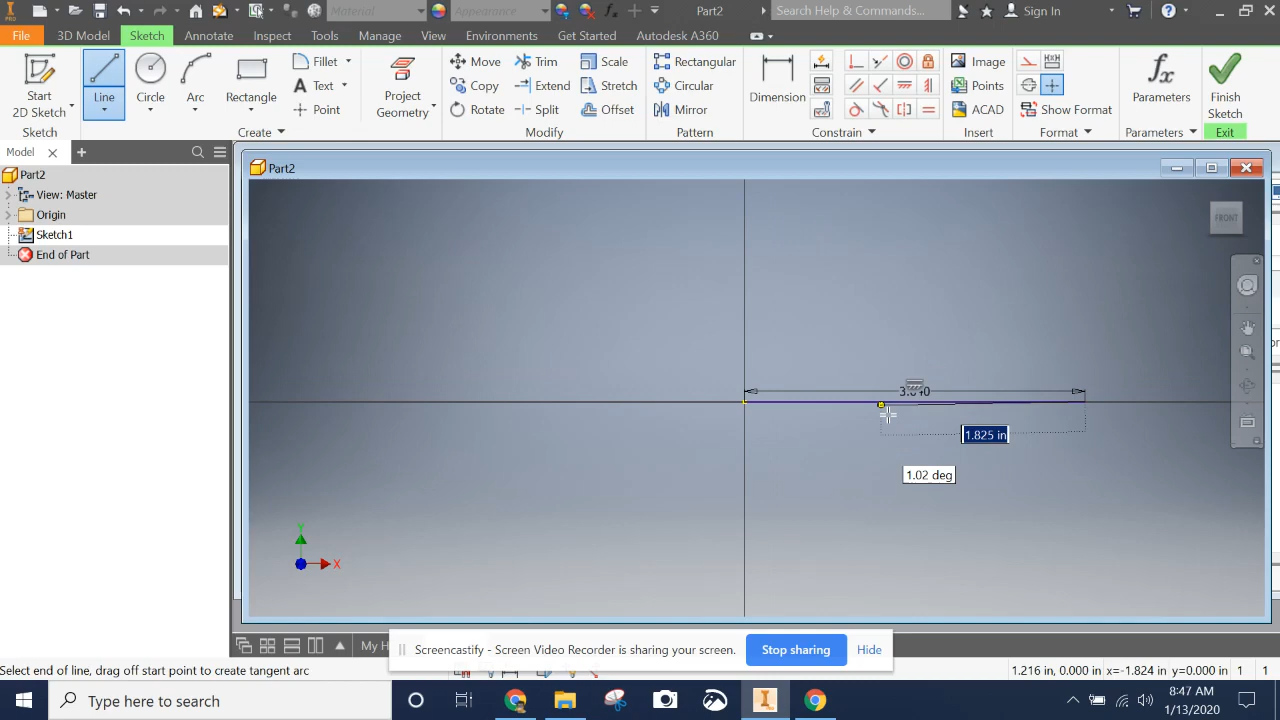 PRO
Material
Appearance
Part2
Search Help & Commands...
Sign In
File
3D Model
Sketch
Annotate
Inspect
Tools
Manage
View
Environments
Get Started
Autodesk A360
Start
2D Sketch
Line
Circle
Arc
Rectangle
Fillet
Text
Point
Project
Geometry
Move
Copy
Rotate
Trim
Extend
Split
Scale
Stretch
Offset
Rectangular
Circular
Mirror
Dimension
Image
Points
ACAD
Show Format
Parameters
Finish
Sketch
Sketch
Create
Modify
Pattern
Constrain
Insert
Format
Parameters
Exit
Model
Part2
View: Master
Origin
Sketch1
End of Part
Part2
FRONT
1.825 in
1.02 deg
Y
X
My H
Screencastify - Screen Video Recorder is sharing your screen.
Stop sharing
Hide
Select end of line, drag off start point to create tangent arc
1.216 in, 0.000 in
x=-1.824 in
y=0.000 in
1
1
Type here to search
8:47 AM
1/13/2020